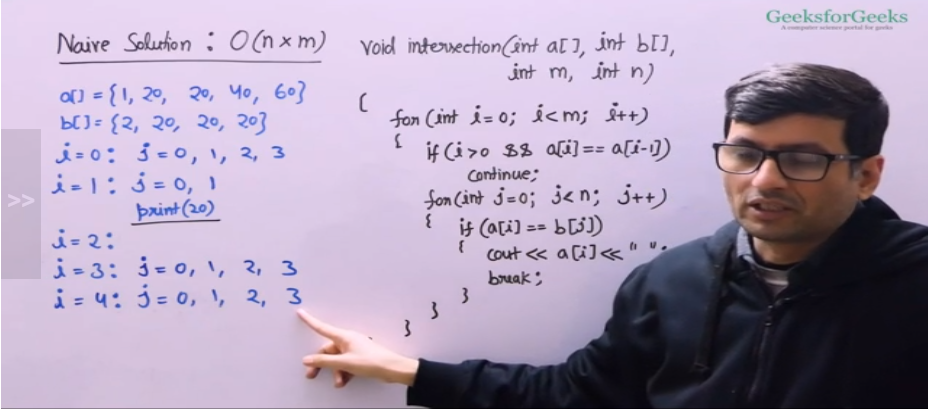 GeeksforGeeks
A computer science portal for geeks
Naive Solution : O(n×m)
a[] = {1, 20, 20, 40, 60}
b[] = {2, 20, 20, 20}
i=0: j=0, 1, 2, 3
i=1: j=0, 1
print(20)
i=2:
i=3: j=0, 1, 2, 3
i=4: j=0, 1, 2, 3
void intersection(int a[], int b[],
int m, int n)
{
for(int i=0; i<m; i++)
{ if(i>0 && a[i]==a[i-1])
continue;
for(int j=0; j<n; j++)
{ if(a[i]==b[j])
{ cout << a[i] << " ";
break;
}
}
}
>>